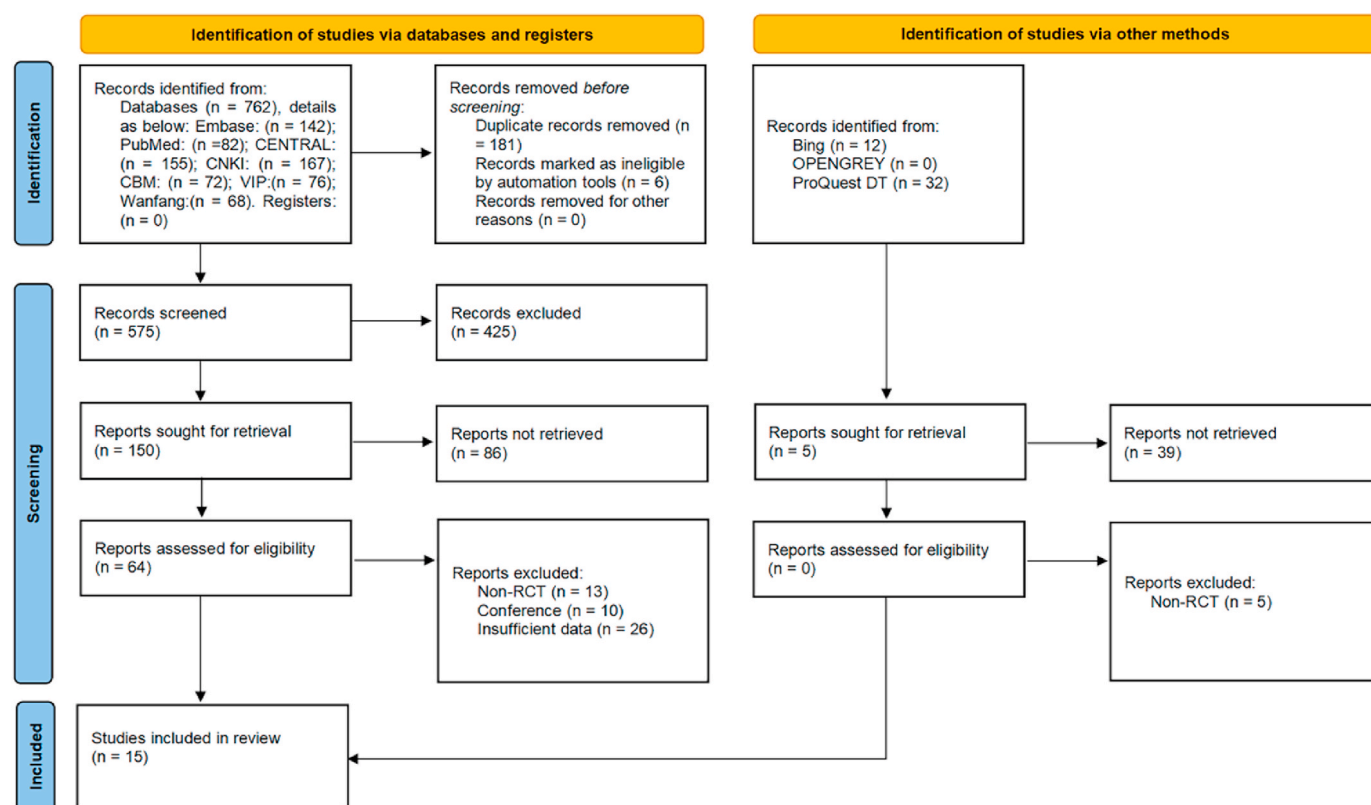 Identification of studies via databases and registers
Identification of studies via other methods
Identification
Records identified from:
Databases (n = 762), details
as below: Embase: (n = 142);
PubMed: (n =82); CENTRAL:
(n = 155); CNKI: (n = 167);
CBM: (n = 72); VIP:(n = 76);
Wanfang:(n = 68). Registers:
(n = 0)
Records removed before
screening:
Duplicate records removed (n
= 181)
Records marked as ineligible
by automation tools (n = 6)
Records removed for other
reasons (n = 0)
Records identified from:
Bing (n = 12)
OPENGREY (n = 0)
ProQuest DT (n = 32)
Screening
Records screened
(n = 575)
Records excluded
(n = 425)
Reports sought for retrieval
(n = 150)
Reports not retrieved
(n = 86)
Reports sought for retrieval
(n = 5)
Reports not retrieved
(n = 39)
Reports assessed for eligibility
(n = 64)
Reports excluded:
Non-RCT (n = 13)
Conference (n = 10)
Insufficient data (n = 26)
Reports assessed for eligibility
(n = 0)
Reports excluded:
Non-RCT (n = 5)
Included
Studies included in review
(n = 15)